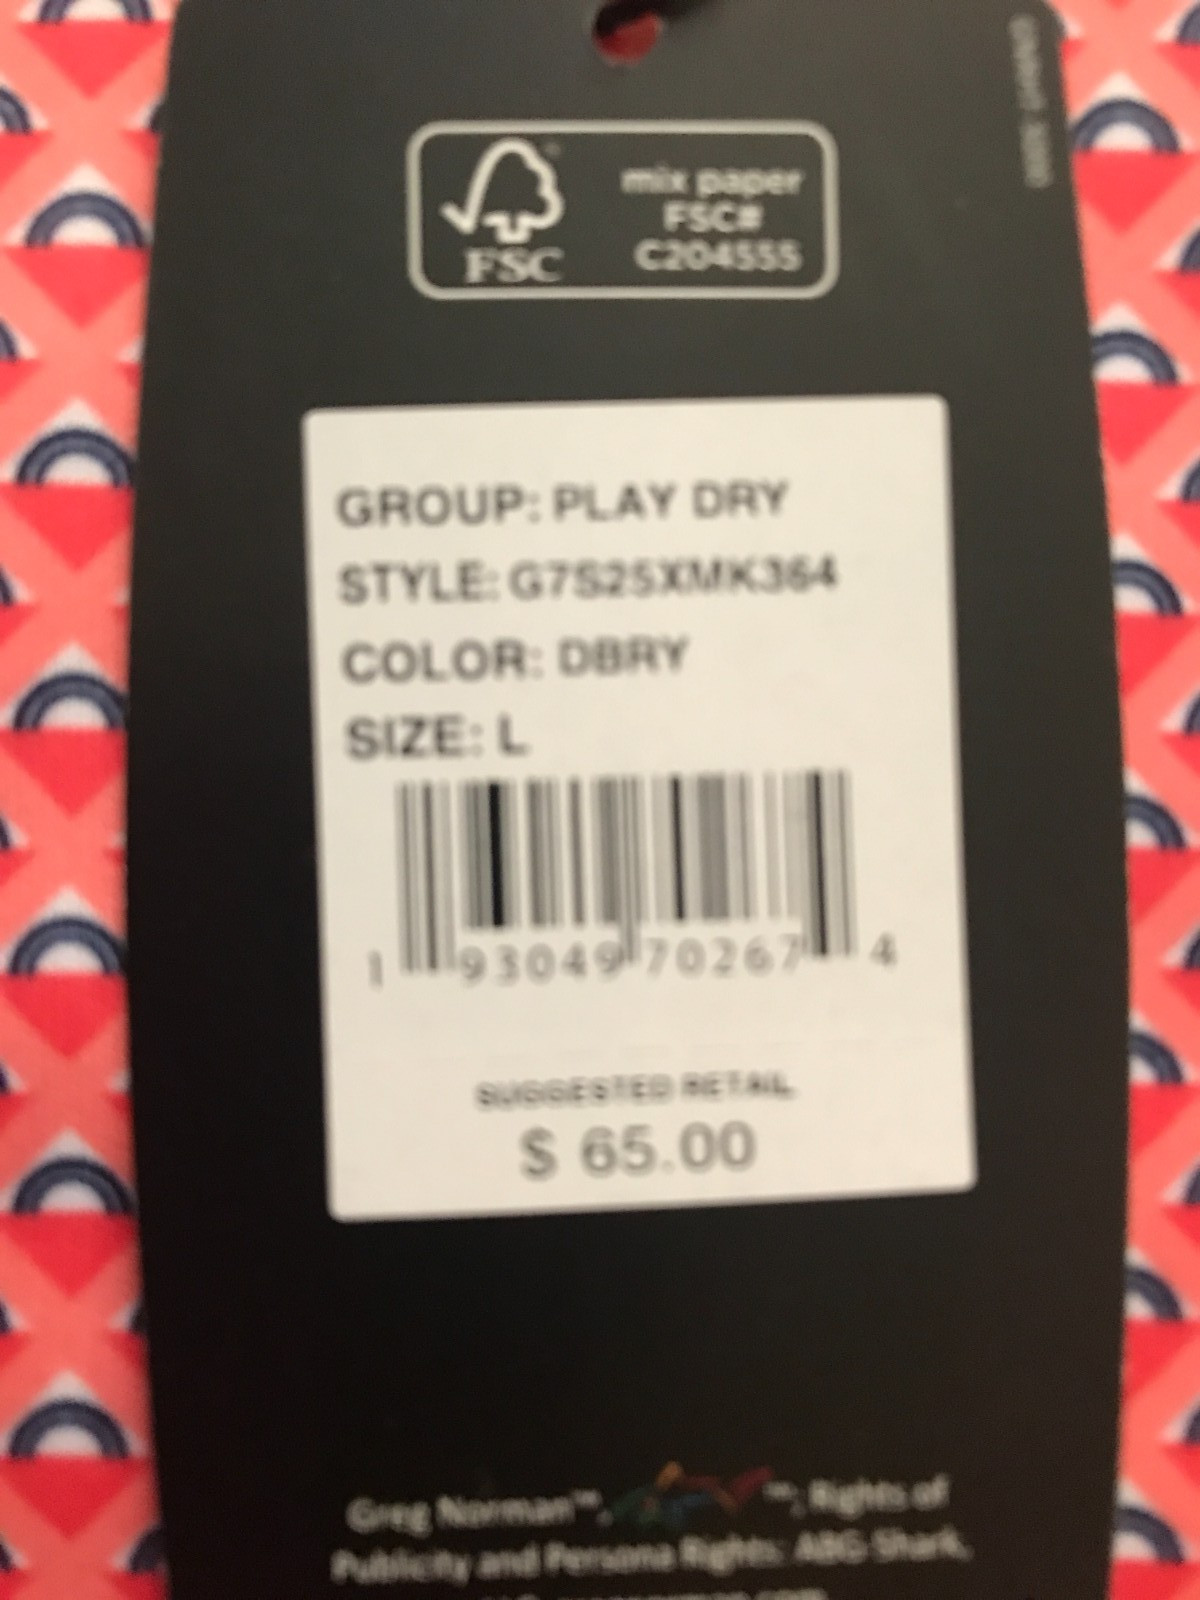 mix paper
FSC#
C204555
FSC
GROUP: PLAY DRY
STYLE: G7S25XMK364
COLOR: DBRY
SIZE: L
1 93049 70267 4
SUGGESTED RETAIL
$ 65.00
Greg Norman™, ™, Rights of
Publicity and Persona Rights: ABG Shark,